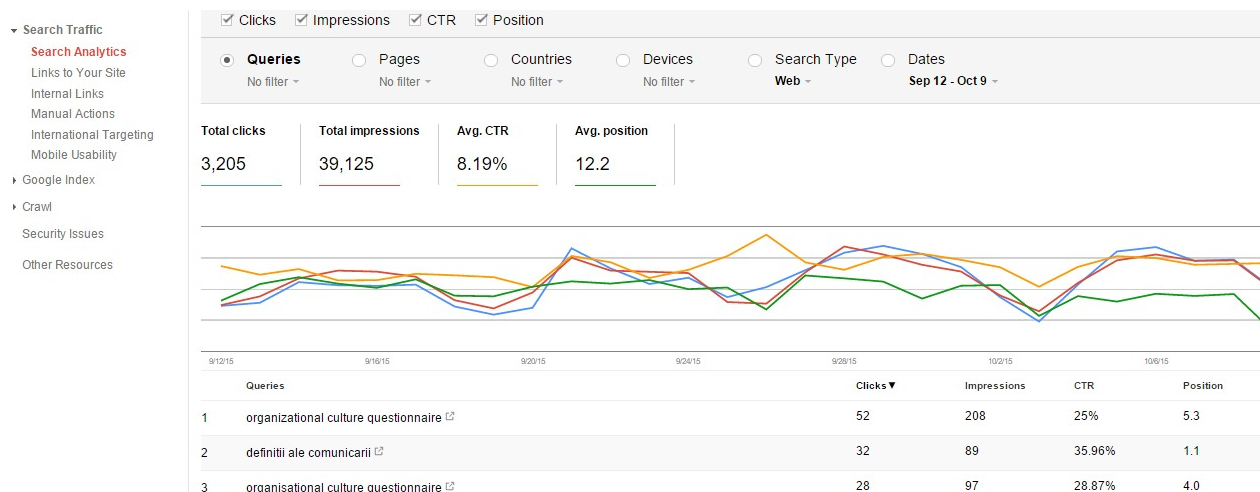 Search Traffic
Search Analytics
Links to Your Site
Internal Links
Manual Actions
International Targeting
Mobile Usability
Google Index
Crawl
Security Issues
Other Resources
Clicks Impressions CTR Position
Queries Pages Countries Devices Search Type Dates
No filter No filter No filter No filter Web Sep 12 - Oct 9
Total clicks Total impressions Avg. CTR Avg. position
3,205 39,125 8.19% 12.2
9/12/15 9/16/15 9/20/15 9/24/15 9/28/15 10/2/15 10/6/15
Queries Clicks▼ Impressions CTR Position
1 organizational culture questionnaire 52 208 25% 5.3
2 definitii ale comunicarii 32 89 35.96% 1.1
3 organisational culture questionnaire 28 97 28.87% 4.0